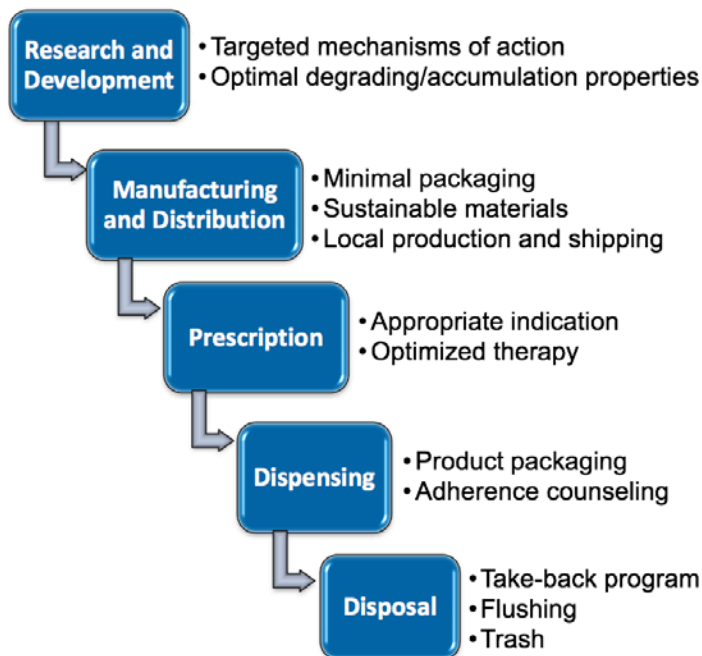 Research and
Development
• Targeted mechanisms of action
• Optimal degrading/accumulation properties
Manufacturing
and Distribution
• Minimal packaging
• Sustainable materials
• Local production and shipping
Prescription
• Appropriate indication
• Optimized therapy
Dispensing
• Product packaging
• Adherence counseling
Disposal
• Take-back program
• Flushing
• Trash